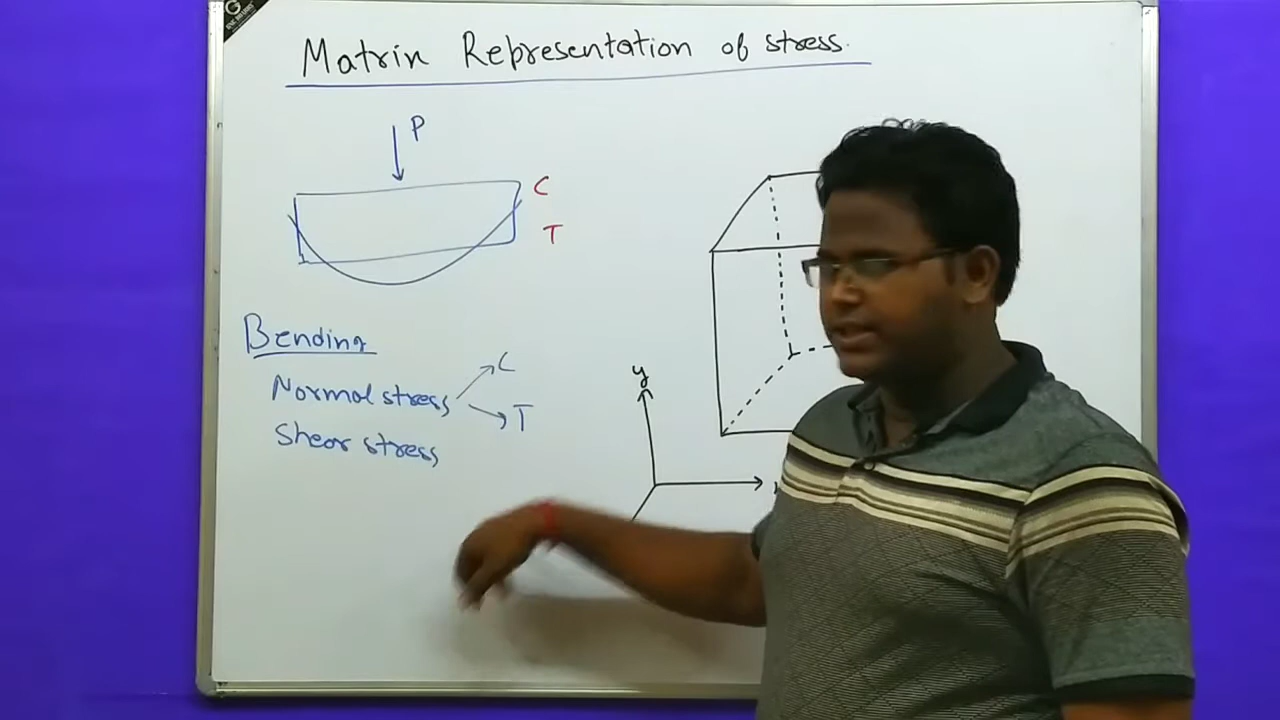 Matrix Representation of stress.
P
C
T
Bending
Normal stress
C
T
Shear stress
y